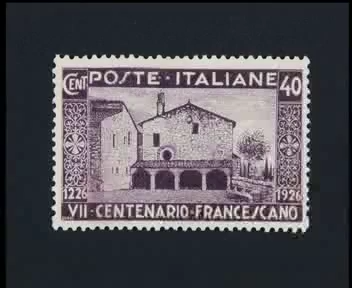 CENT POSTE · ITALIANE 40
1226 1926
VII · CENTENARIO · FRANCESCANO